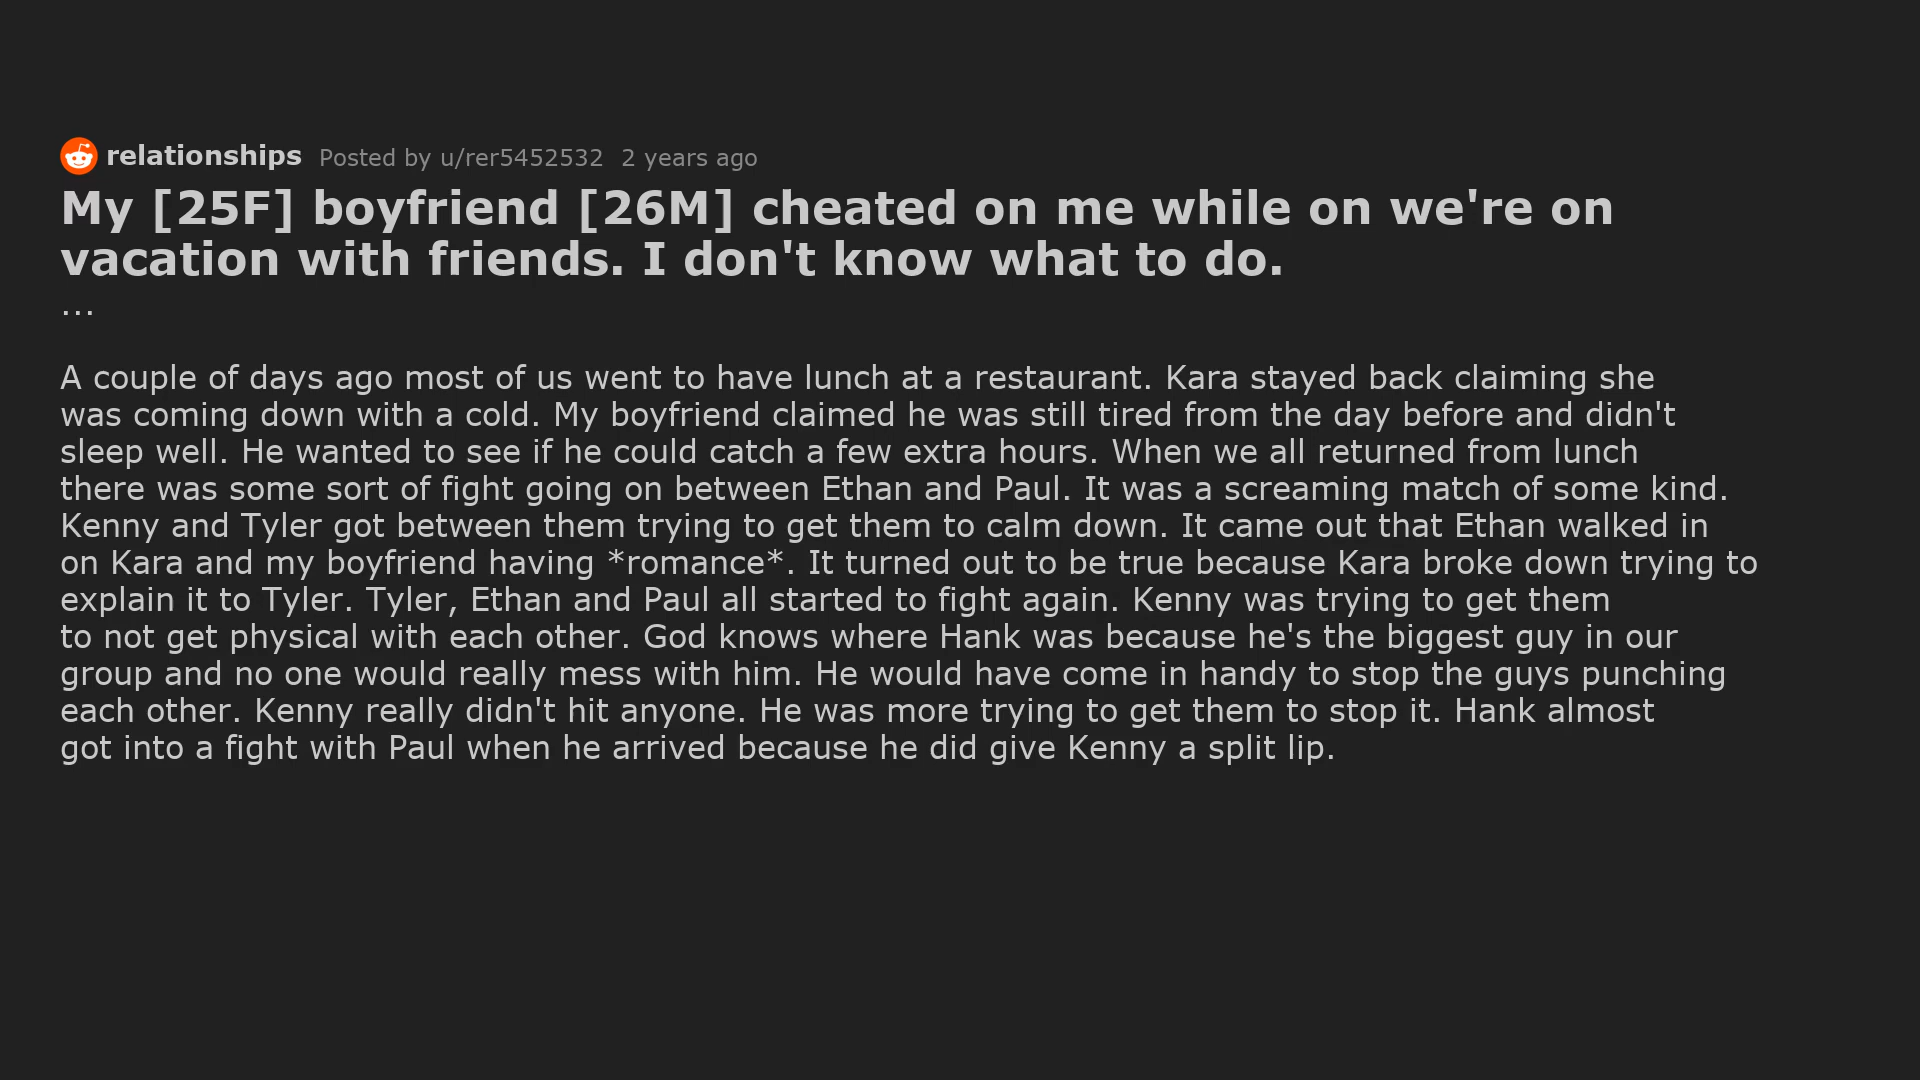 relationships Posted by u/rer5452532 2 years ago
My [25F] boyfriend [26M] cheated on me while on we're on
vacation with friends. I don't know what to do.
...
A couple of days ago most of us went to have lunch at a restaurant. Kara stayed back claiming she
was coming down with a cold. My boyfriend claimed he was still tired from the day before and didn't
sleep well. He wanted to see if he could catch a few extra hours. When we all returned from lunch
there was some sort of fight going on between Ethan and Paul. It was a screaming match of some kind.
Kenny and Tyler got between them trying to get them to calm down. It came out that Ethan walked in
on Kara and my boyfriend having *romance*. It turned out to be true because Kara broke down trying to
explain it to Tyler. Tyler, Ethan and Paul all started to fight again. Kenny was trying to get them
to not get physical with each other. God knows where Hank was because he's the biggest guy in our
group and no one would really mess with him. He would have come in handy to stop the guys punching
each other. Kenny really didn't hit anyone. He was more trying to get them to stop it. Hank almost
got into a fight with Paul when he arrived because he did give Kenny a split lip.